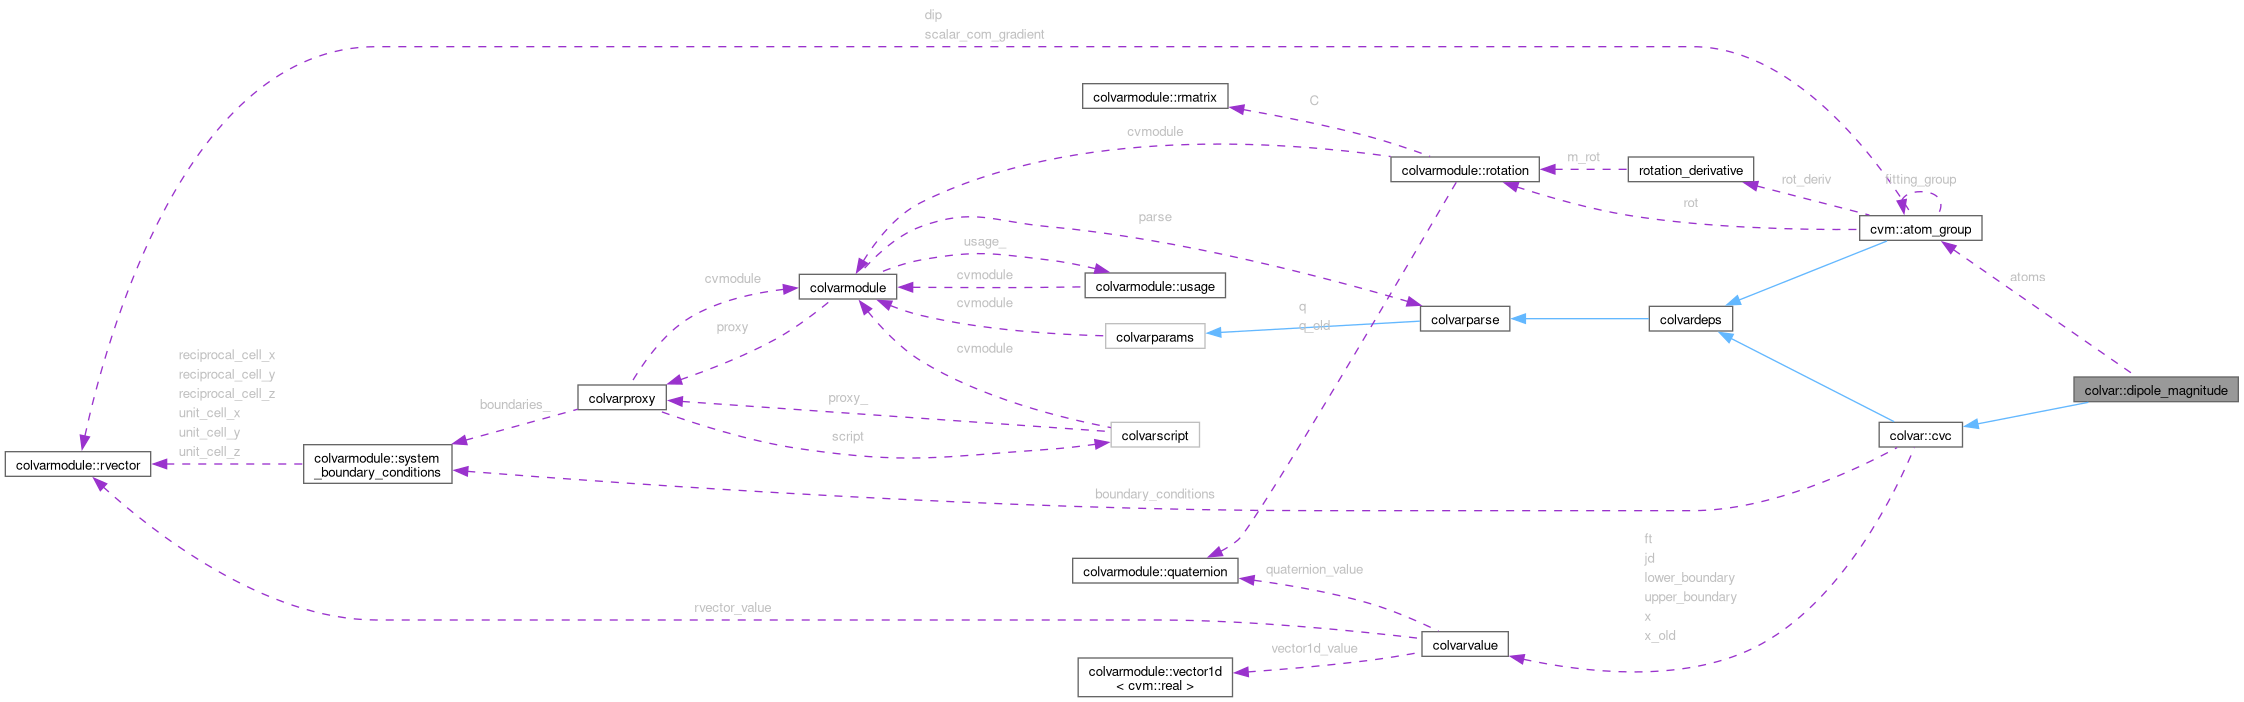 dip
scalar_com_gradient
colvarmodule::rmatrix
C
cvmodule
colvarmodule::rotation
m_rot
rotation_derivative
rot_deriv
fitting_group
rot
parse
cvm::atom_group
usage_
cvmodule
colvarmodule
cvmodule
colvarmodule::usage
atoms
cvmodule
q
q_old
colvarparse
colvardeps
proxy
colvarparams
cvmodule
reciprocal_cell_x
reciprocal_cell_y
reciprocal_cell_z
unit_cell_x
unit_cell_y
unit_cell_z
colvarproxy
boundaries_
proxy_
script
colvarscript
colvar::dipole_magnitude
colvar::cvc
colvarmodule::rvector
colvarmodule::system
_boundary_conditions
boundary_conditions
ft
jd
lower_boundary
upper_boundary
x
x_old
colvarmodule::quaternion
quaternion_value
rvector_value
colvarvalue
vector1d_value
colvarmodule::vector1d
< cvm::real >